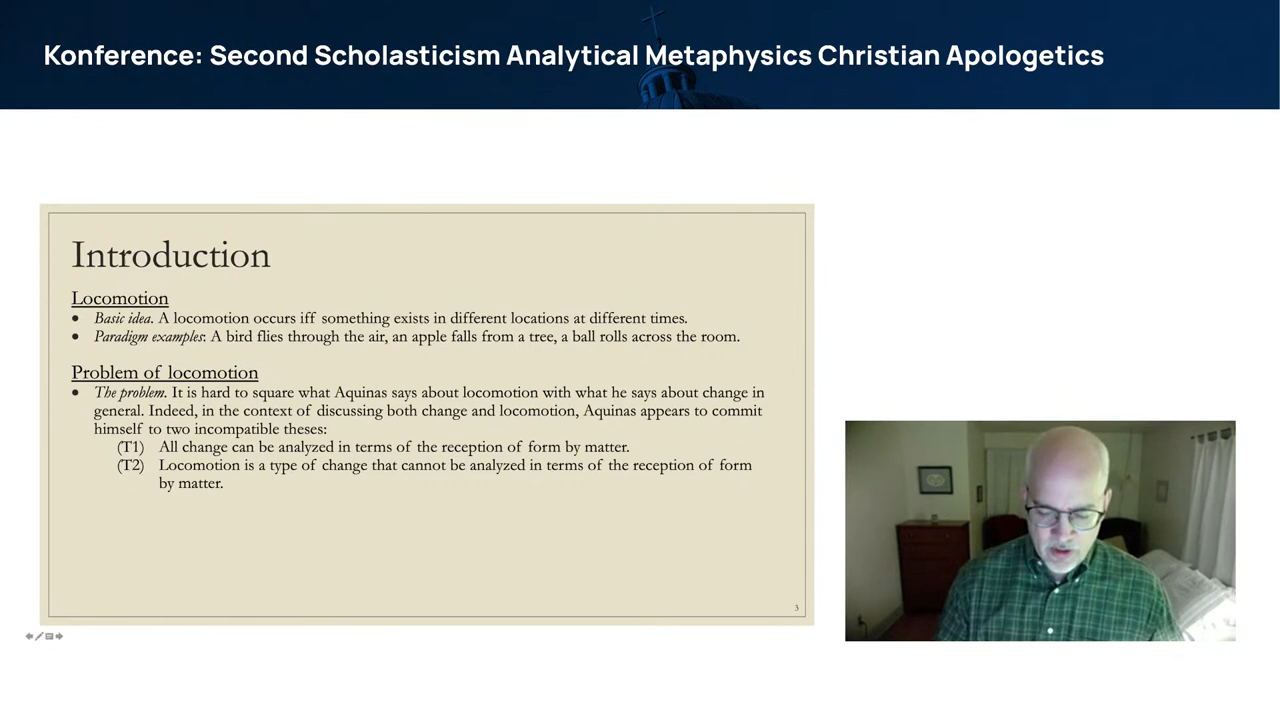 Konference: Second Scholasticism Analytical Metaphysics Christian Apologetics
Introduction
Locomotion
• Basic idea. A locomotion occurs iff something exists in different locations at different times.
• Paradigm examples: A bird flies through the air, an apple falls from a tree, a ball rolls across the room.
Problem of locomotion
• The problem. It is hard to square what Aquinas says about locomotion with what he says about change in
general. Indeed, in the context of discussing both change and locomotion, Aquinas appears to commit
himself to two incompatible theses:
(T1) All change can be analyzed in terms of the reception of form by matter.
(T2) Locomotion is a type of change that cannot be analyzed in terms of the reception of form
by matter.
3